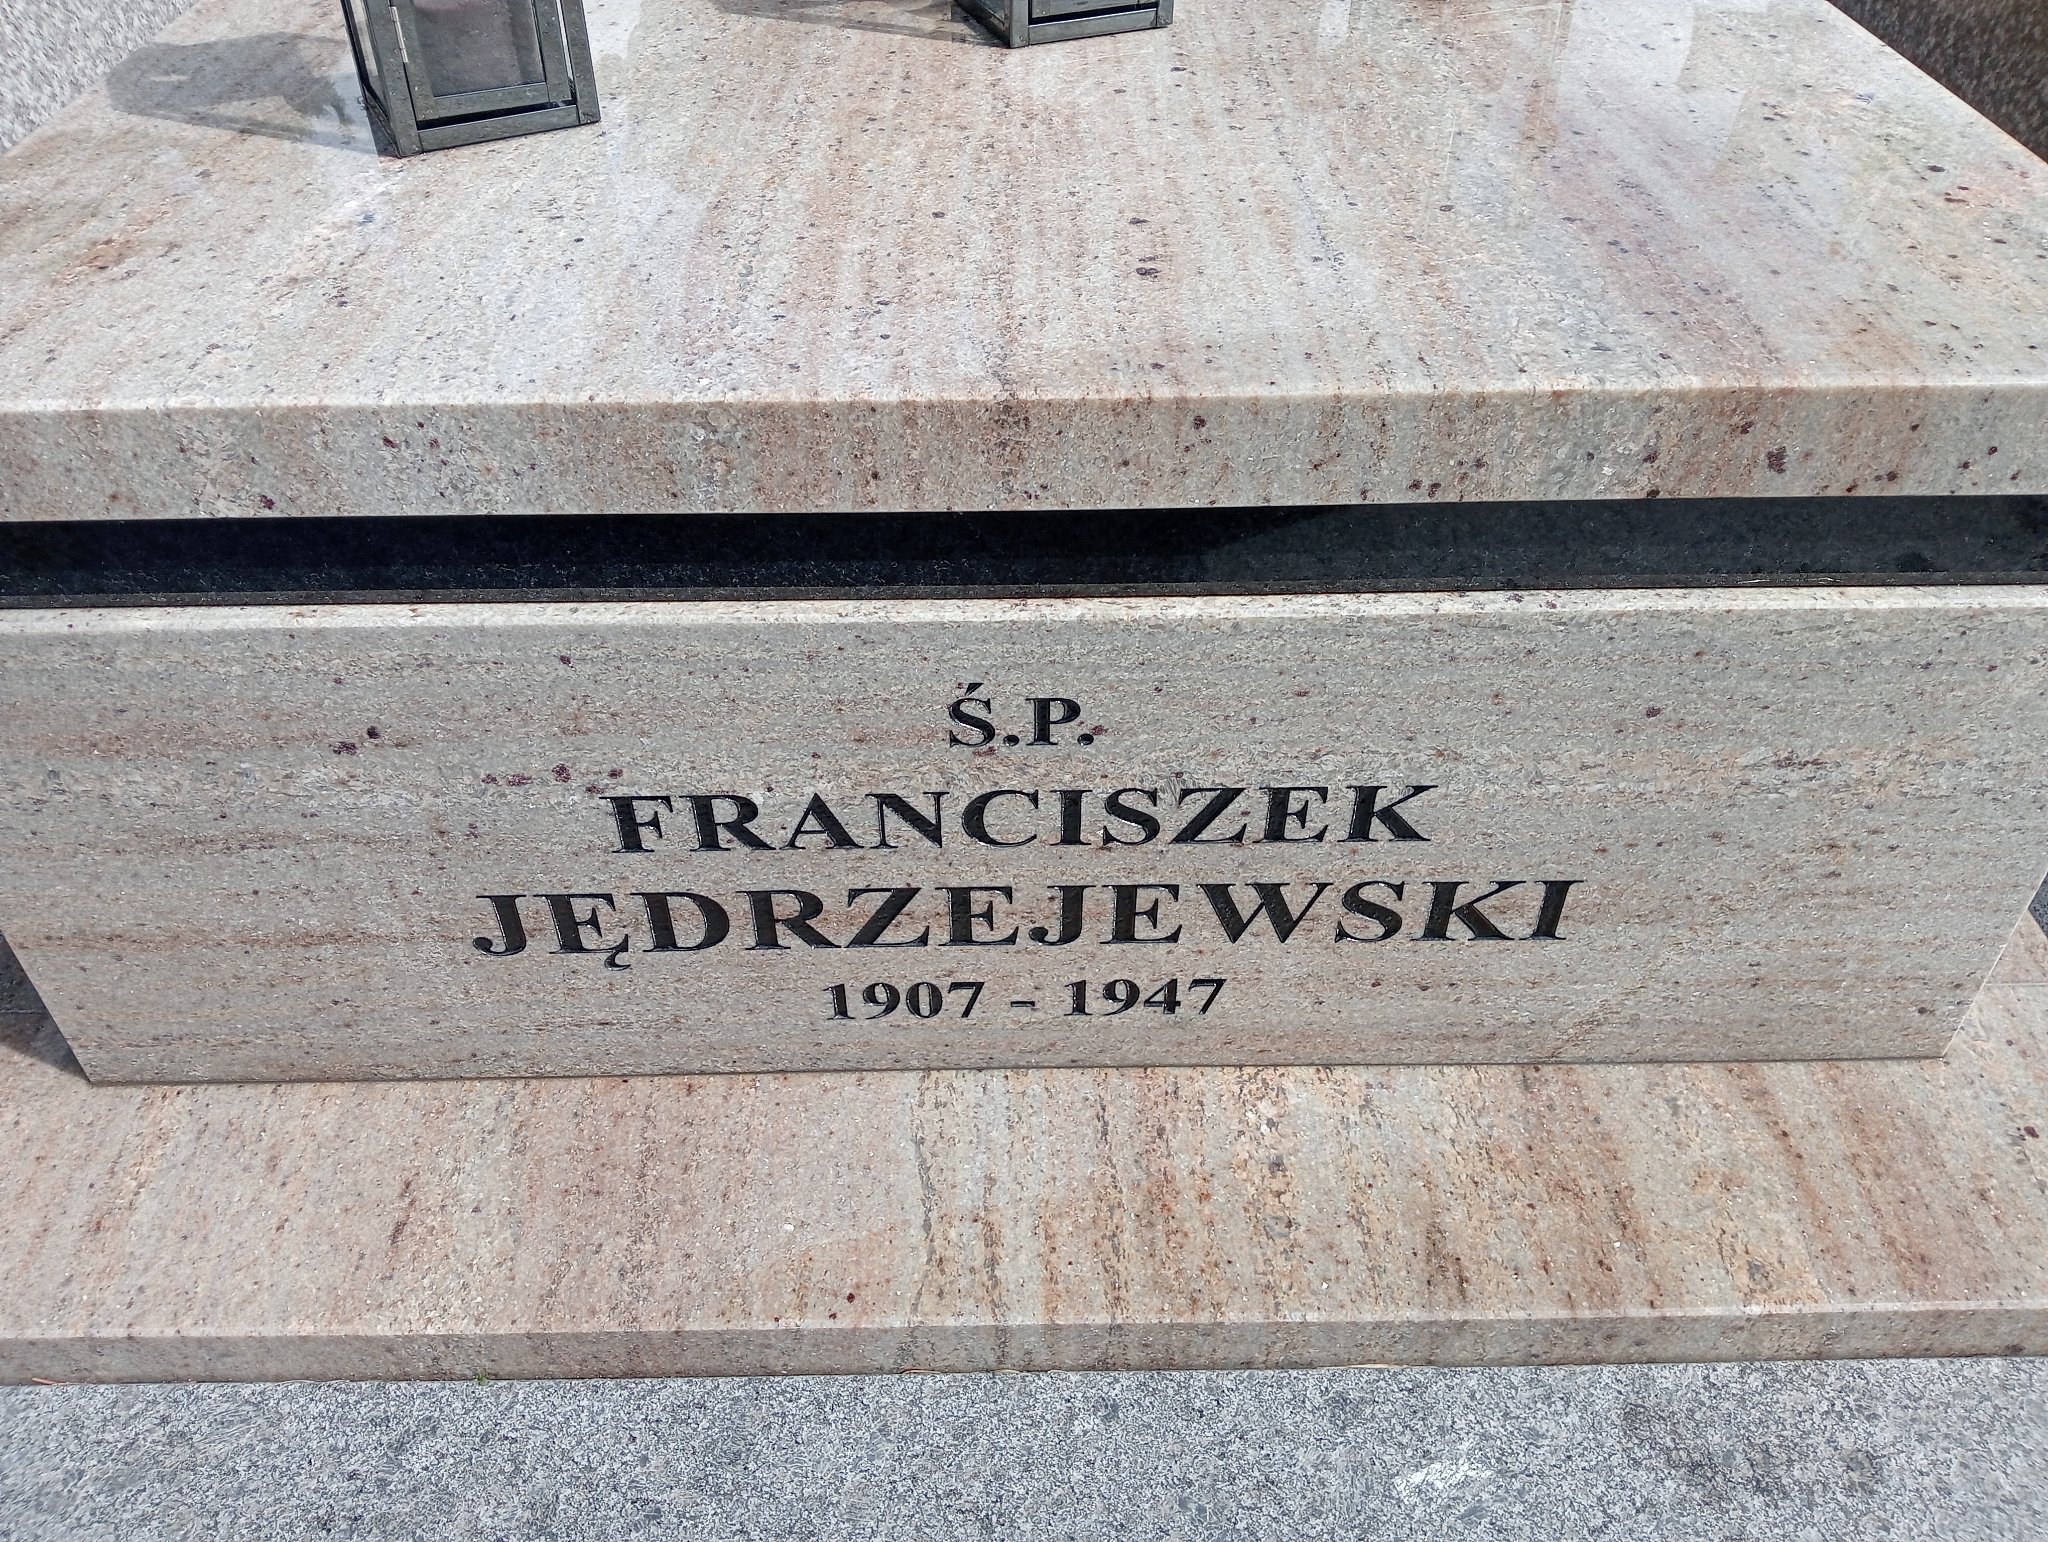 Ś.P.
FRANCISZEK
JĘDRZEJEWSKI
1907 - 1947